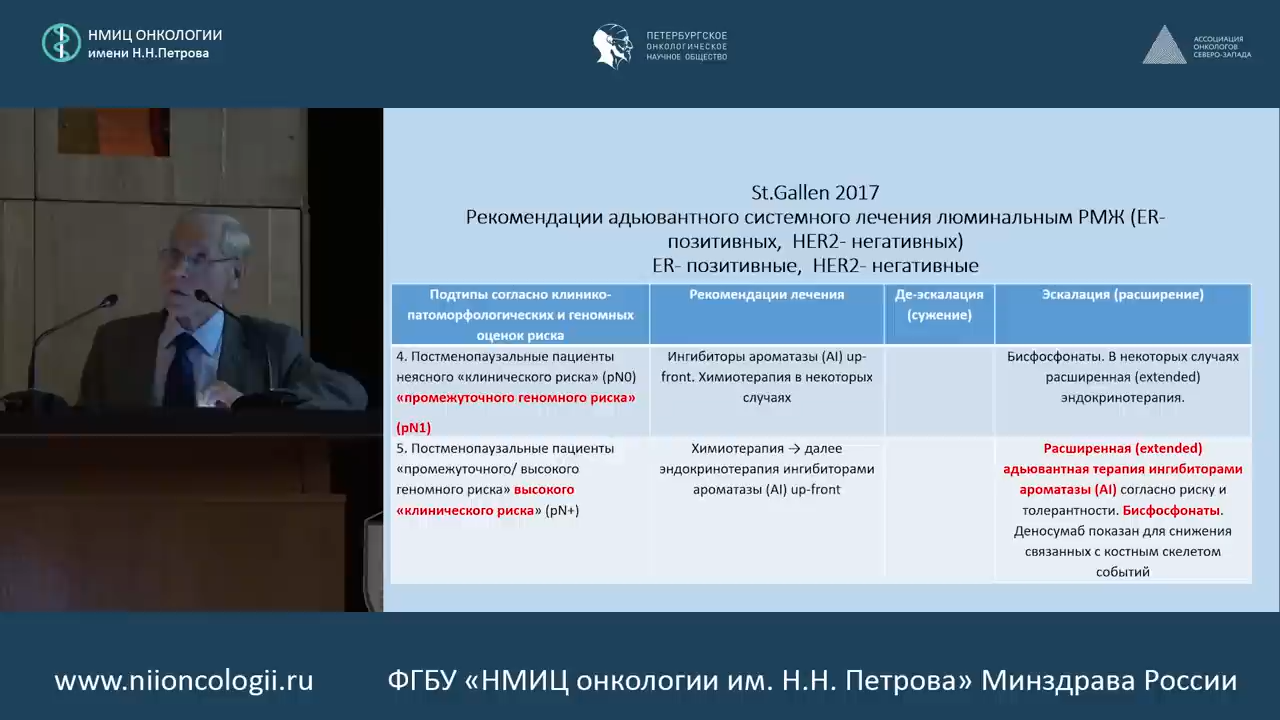 НМИЦ ОНКОЛОГИИ
имени Н.Н.Петрова
ПЕТЕРБУРГСКОЕ
ОНКОЛОГИЧЕСКОЕ
НАУЧНОЕ ОБЩЕСТВО
АССОЦИАЦИЯ
ОНКОЛОГОВ
СЕВЕРО-ЗАПАДА
St.Gallen 2017
Рекомендации адьювантного системного лечения люминальным РМЖ (ER-
позитивных, HER2- негативных)
ER- позитивные, HER2- негативные
Подтипы согласно клинико-
патоморфологических и геномных
оценок риска
Рекомендации лечения
Де-эскалация
(сужение)
Эскалация (расширение)
4. Постменопаузальные пациенты
неясного «клинического риска» (pN0)
«промежуточного геномного риска»
(pN1)
Ингибиторы ароматазы (AI) up-
front. Химиотерапия в некоторых
случаях
Бисфосфонаты. В некоторых случаях
расширенная (extended)
эндокринотерапия.
5. Постменопаузальные пациенты
«промежуточного/ высокого
геномного риска» высокого
«клинического риска» (pN+)
Химиотерапия → далее
эндокринотерапия ингибиторами
ароматазы (AI) up-front
Расширенная (extended)
адьювантная терапия ингибиторами
ароматазы (AI) согласно риску и
толерантности. Бисфосфонаты.
Деносумаб показан для снижения
связанных с костным скелетом
событий
www.niioncologii.ru
ФГБУ «НМИЦ онкологии им. Н.Н. Петрова» Минздрава России